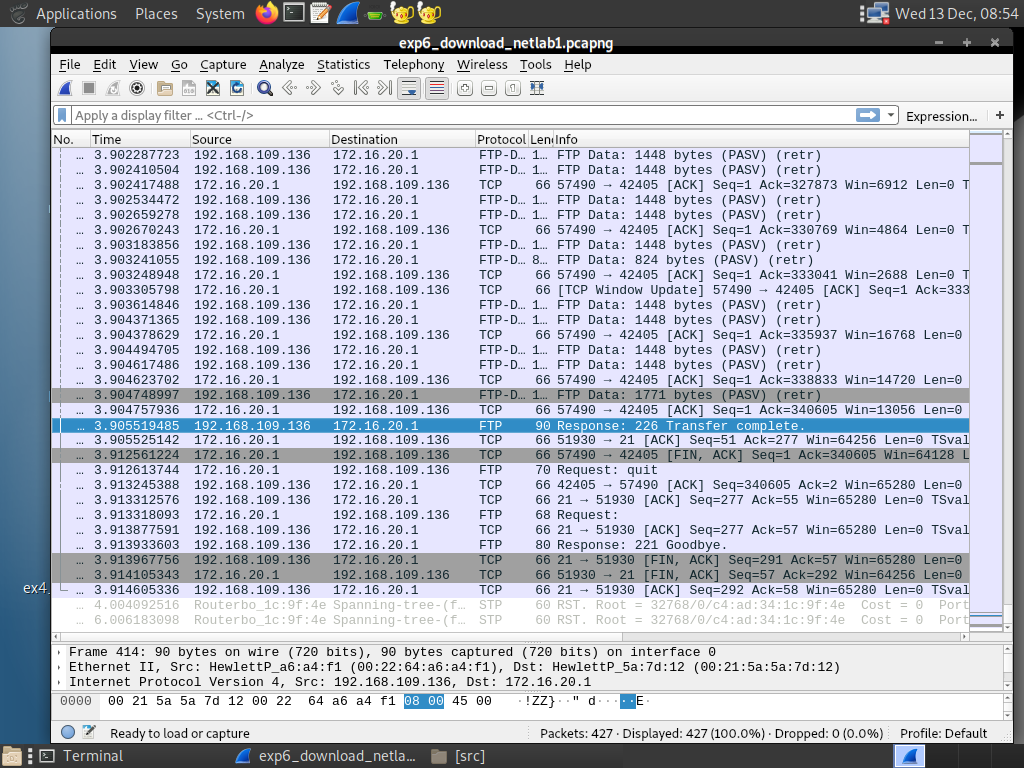 Applications Places System Wed 13 Dec, 08:54
exp6_download_netlab1.pcapng
File Edit View Go Capture Analyze Statistics Telephony Wireless Tools Help
Apply a display filter ... <Ctrl-/> Expression... +
No. Time Source Destination Protocol Len Info
... 3.902287723 192.168.109.136 172.16.20.1 FTP-D... 1... FTP Data: 1448 bytes (PASV) (retr)
... 3.902410504 192.168.109.136 172.16.20.1 FTP-D... 1... FTP Data: 1448 bytes (PASV) (retr)
... 3.902417488 172.16.20.1 192.168.109.136 TCP 66 57490 → 42405 [ACK] Seq=1 Ack=327873 Win=6912 Len=0 T
... 3.902534472 192.168.109.136 172.16.20.1 FTP-D... 1... FTP Data: 1448 bytes (PASV) (retr)
... 3.902659278 192.168.109.136 172.16.20.1 FTP-D... 1... FTP Data: 1448 bytes (PASV) (retr)
... 3.902670243 172.16.20.1 192.168.109.136 TCP 66 57490 → 42405 [ACK] Seq=1 Ack=330769 Win=4864 Len=0 T
... 3.903183856 192.168.109.136 172.16.20.1 FTP-D... 1... FTP Data: 1448 bytes (PASV) (retr)
... 3.903241055 192.168.109.136 172.16.20.1 FTP-D... 8... FTP Data: 824 bytes (PASV) (retr)
... 3.903248948 172.16.20.1 192.168.109.136 TCP 66 57490 → 42405 [ACK] Seq=1 Ack=333041 Win=2688 Len=0 T
... 3.903305798 172.16.20.1 192.168.109.136 TCP 66 [TCP Window Update] 57490 → 42405 [ACK] Seq=1 Ack=333
... 3.903614846 192.168.109.136 172.16.20.1 FTP-D... 1... FTP Data: 1448 bytes (PASV) (retr)
... 3.904371365 192.168.109.136 172.16.20.1 FTP-D... 1... FTP Data: 1448 bytes (PASV) (retr)
... 3.904378629 172.16.20.1 192.168.109.136 TCP 66 57490 → 42405 [ACK] Seq=1 Ack=335937 Win=16768 Len=0
... 3.904494705 192.168.109.136 172.16.20.1 FTP-D... 1... FTP Data: 1448 bytes (PASV) (retr)
... 3.904617486 192.168.109.136 172.16.20.1 FTP-D... 1... FTP Data: 1448 bytes (PASV) (retr)
... 3.904623702 172.16.20.1 192.168.109.136 TCP 66 57490 → 42405 [ACK] Seq=1 Ack=338833 Win=14720 Len=0
... 3.904748997 192.168.109.136 172.16.20.1 FTP-D... 1... FTP Data: 1771 bytes (PASV) (retr)
... 3.904757936 172.16.20.1 192.168.109.136 TCP 66 57490 → 42405 [ACK] Seq=1 Ack=340605 Win=13056 Len=0
... 3.905519485 192.168.109.136 172.16.20.1 FTP 90 Response: 226 Transfer complete.
... 3.905525142 172.16.20.1 192.168.109.136 TCP 66 51930 → 21 [ACK] Seq=51 Ack=277 Win=64256 Len=0 TSval
... 3.912561224 172.16.20.1 192.168.109.136 TCP 66 57490 → 42405 [FIN, ACK] Seq=1 Ack=340605 Win=64128 L
... 3.912613744 172.16.20.1 192.168.109.136 FTP 70 Request: quit
... 3.913245388 192.168.109.136 172.16.20.1 TCP 66 42405 → 57490 [ACK] Seq=340605 Ack=2 Win=65280 Len=0
... 3.913312576 192.168.109.136 172.16.20.1 TCP 66 21 → 51930 [ACK] Seq=277 Ack=55 Win=65280 Len=0 TSval
... 3.913318093 172.16.20.1 192.168.109.136 FTP 68 Request:
... 3.913877591 192.168.109.136 172.16.20.1 TCP 66 21 → 51930 [ACK] Seq=277 Ack=57 Win=65280 Len=0 TSval
... 3.913933603 192.168.109.136 172.16.20.1 FTP 80 Response: 221 Goodbye.
... 3.913967756 192.168.109.136 172.16.20.1 TCP 66 21 → 51930 [FIN, ACK] Seq=291 Ack=57 Win=65280 Len=0
... 3.914105343 172.16.20.1 192.168.109.136 TCP 66 51930 → 21 [FIN, ACK] Seq=57 Ack=292 Win=64256 Len=0
... 3.914605336 192.168.109.136 172.16.20.1 TCP 66 21 → 51930 [ACK] Seq=292 Ack=58 Win=65280 Len=0 TSval
ex4_
... 4.004092516 Routerbo_1c:9f:4e Spanning-tree-(f... STP 60 RST. Root = 32768/0/c4:ad:34:1c:9f:4e Cost = 0 Port
... 6.006183098 Routerbo_1c:9f:4e Spanning-tree-(f... STP 60 RST. Root = 32768/0/c4:ad:34:1c:9f:4e Cost = 0 Port
Frame 414: 90 bytes on wire (720 bits), 90 bytes captured (720 bits) on interface 0
Ethernet II, Src: HewlettP_a6:a4:f1 (00:22:64:a6:a4:f1), Dst: HewlettP_5a:7d:12 (00:21:5a:5a:7d:12)
Internet Protocol Version 4, Src: 192.168.109.136, Dst: 172.16.20.1
0000 00 21 5a 5a 7d 12 00 22 64 a6 a4 f1 08 00 45 00 ·!ZZ}··" d·····E·
Ready to load or capture Packets: 427 · Displayed: 427 (100.0%) · Dropped: 0 (0.0%) Profile: Default
Terminal exp6_download_netla... [src]